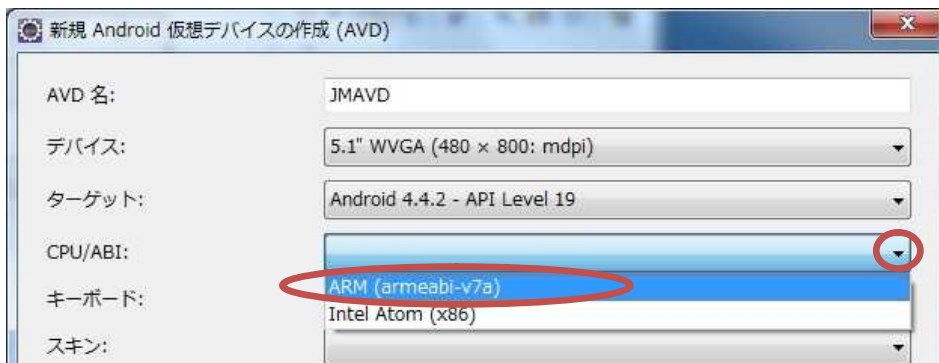 新規 Android 仮想デバイスの作成 (AVD)
AVD 名:
JMAVD
デバイス:
5.1" WVGA (480 × 800: mdpi)
ターゲット:
Android 4.4.2 - API Level 19
CPU/ABI:
ARM (armeabi-v7a)
キーボード:
Intel Atom (x86)
スキン: